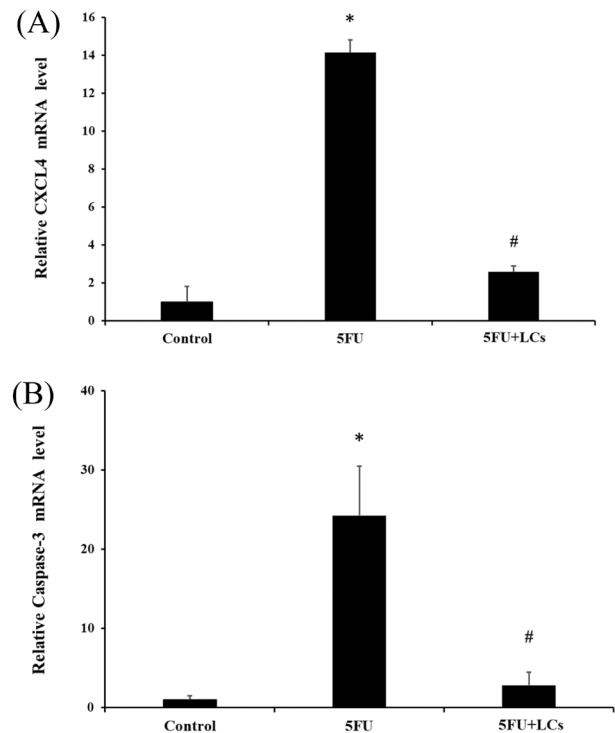 (A)
Relative CXCL4 mRNA level
16
14
12
10
8
6
4
2
0
*
#
Control
5FU
5FU+LCs
(B)
Relative Caspase-3 mRNA level
40
30
20
10
0
*
#
Control
5FU
5FU+LCs